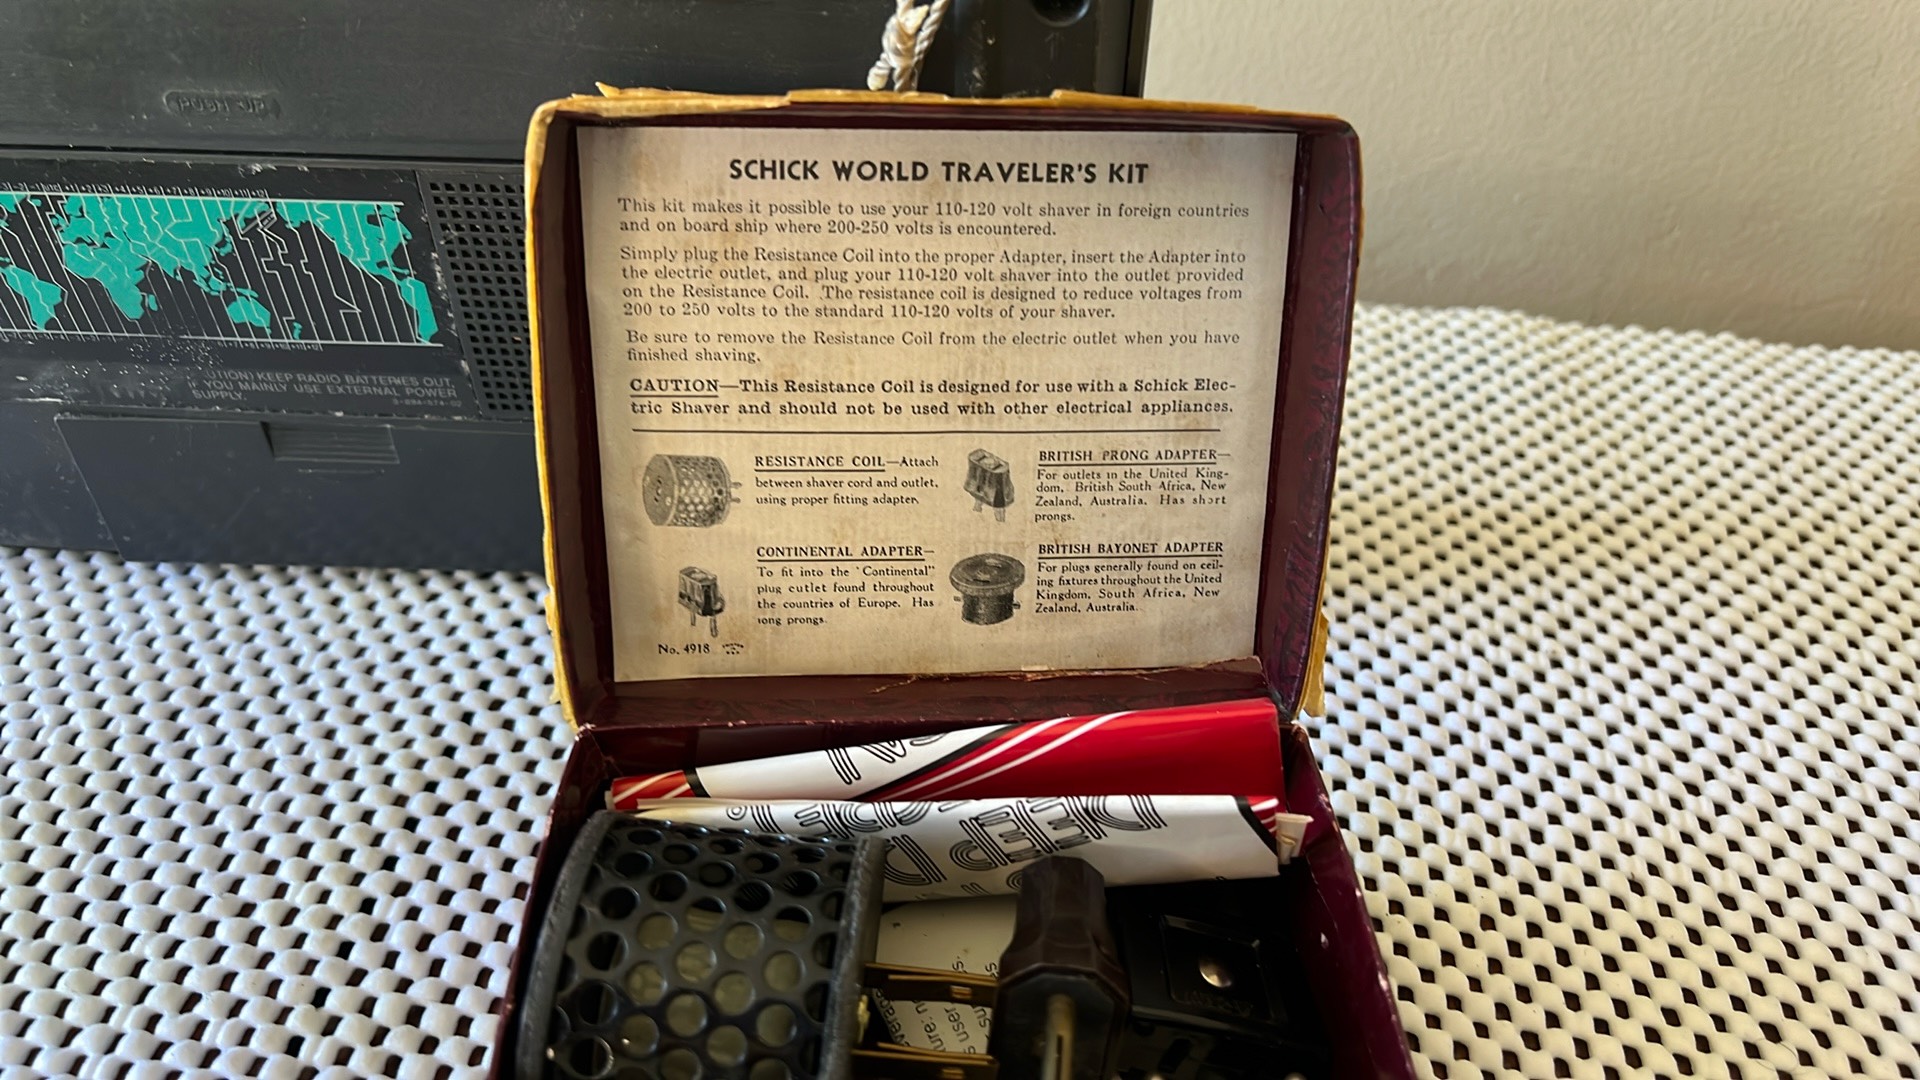 PUSH UP
(CAUTION) KEEP RADIO BATTERIES OUT,
IF YOU MAINLY USE EXTERNAL POWER
SUPPLY.
SCHICK WORLD TRAVELER'S KIT
This kit makes it possible to use your 110-120 volt shaver in foreign countries
and on board ship where 200-250 volts is encountered.
Simply plug the Resistance Coil into the proper Adapter, insert the Adapter into
the electric outlet, and plug your 110-120 volt shaver into the outlet provided
on the Resistance Coil. The resistance coil is designed to reduce voltages from
200 to 250 volts to the standard 110-120 volts of your shaver.
Be sure to remove the Resistance Coil from the electric outlet when you have
finished shaving.
CAUTION—This Resistance Coil is designed for use with a Schick Elec-
tric Shaver and should not be used with other electrical appliances.
RESISTANCE COIL—Attach
between shaver cord and outlet,
using proper fitting adapter.
BRITISH PRONG ADAPTER—
For outlets in the United King-
dom, British South Africa, New
Zealand, Australia. Has short
prongs.
CONTINENTAL ADAPTER—
To fit into the "Continental"
plug outlet found throughout
the countries of Europe. Has
long prongs.
BRITISH BAYONET ADAPTER
For plugs generally found on ceil-
ing fixtures throughout the United
Kingdom, South Africa, New
Zealand, Australia.
No. 4918